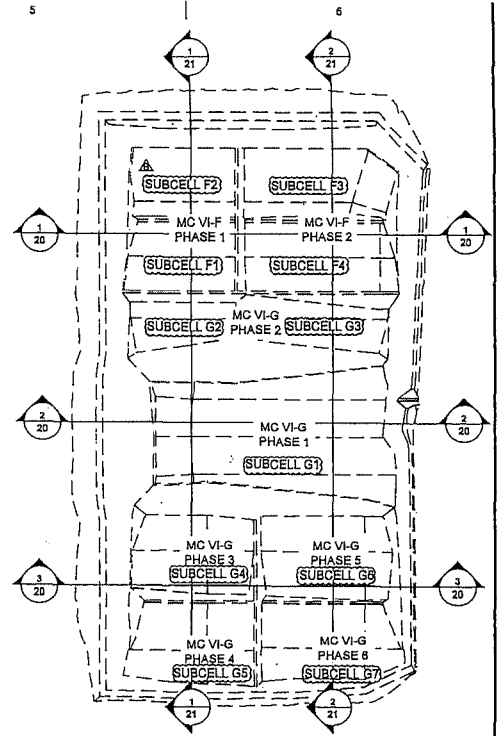 5 6
1 2
21 21
SUBCELL F2 SUBCELL F3
MC VI-F MC VI-F
PHASE 1 PHASE 2
1 1
20 20
SUBCELL F1 SUBCELL F4
MC VI-G
PHASE 2
SUBCELL G2 SUBCELL G3
2 2
20 20
MC VI-G
PHASE 1
SUBCELL G1
MC VI-G MC VI-G
PHASE 3 PHASE 5
SUBCELL G4 SUBCELL G6
3 3
20 20
MC VI-G MC VI-G
PHASE 4 PHASE 6
SUBCELL G5 SUBCELL G7
1 2
21 21